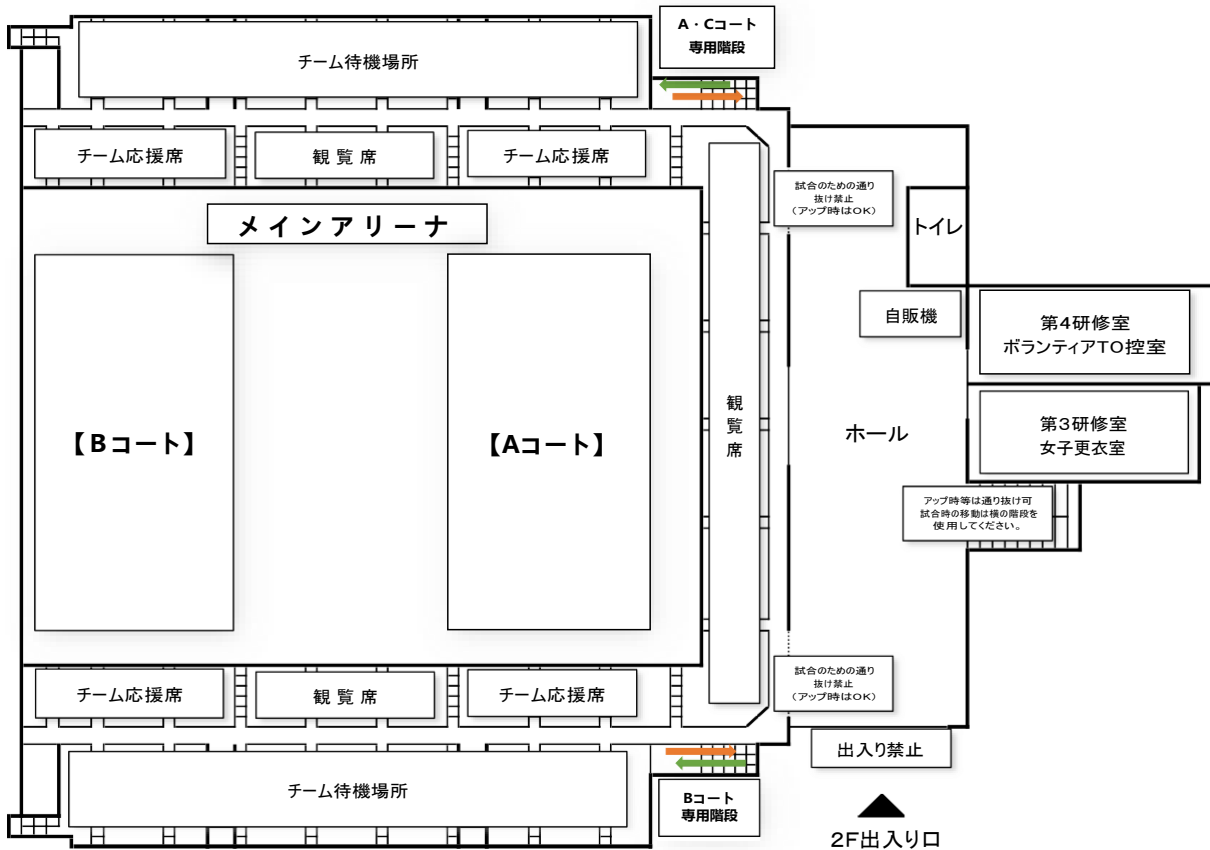 A・Cコート
専用階段
チーム待機場所
チーム応援席
観覧席
チーム応援席
試合のための通り
抜け禁止
（アップ時はOK）
メインアリーナ
トイレ
自販機
第4研修室
ボランティアTO控室
【Bコート】
【Aコート】
観
覧
席
ホール
第3研修室
女子更衣室
アップ時等は通り抜け可
試合時の移動は横の階段を
使用してください。
チーム応援席
観覧席
チーム応援席
試合のための通り
抜け禁止
（アップ時はOK）
出入り禁止
チーム待機場所
Bコート
専用階段
2F出入り口